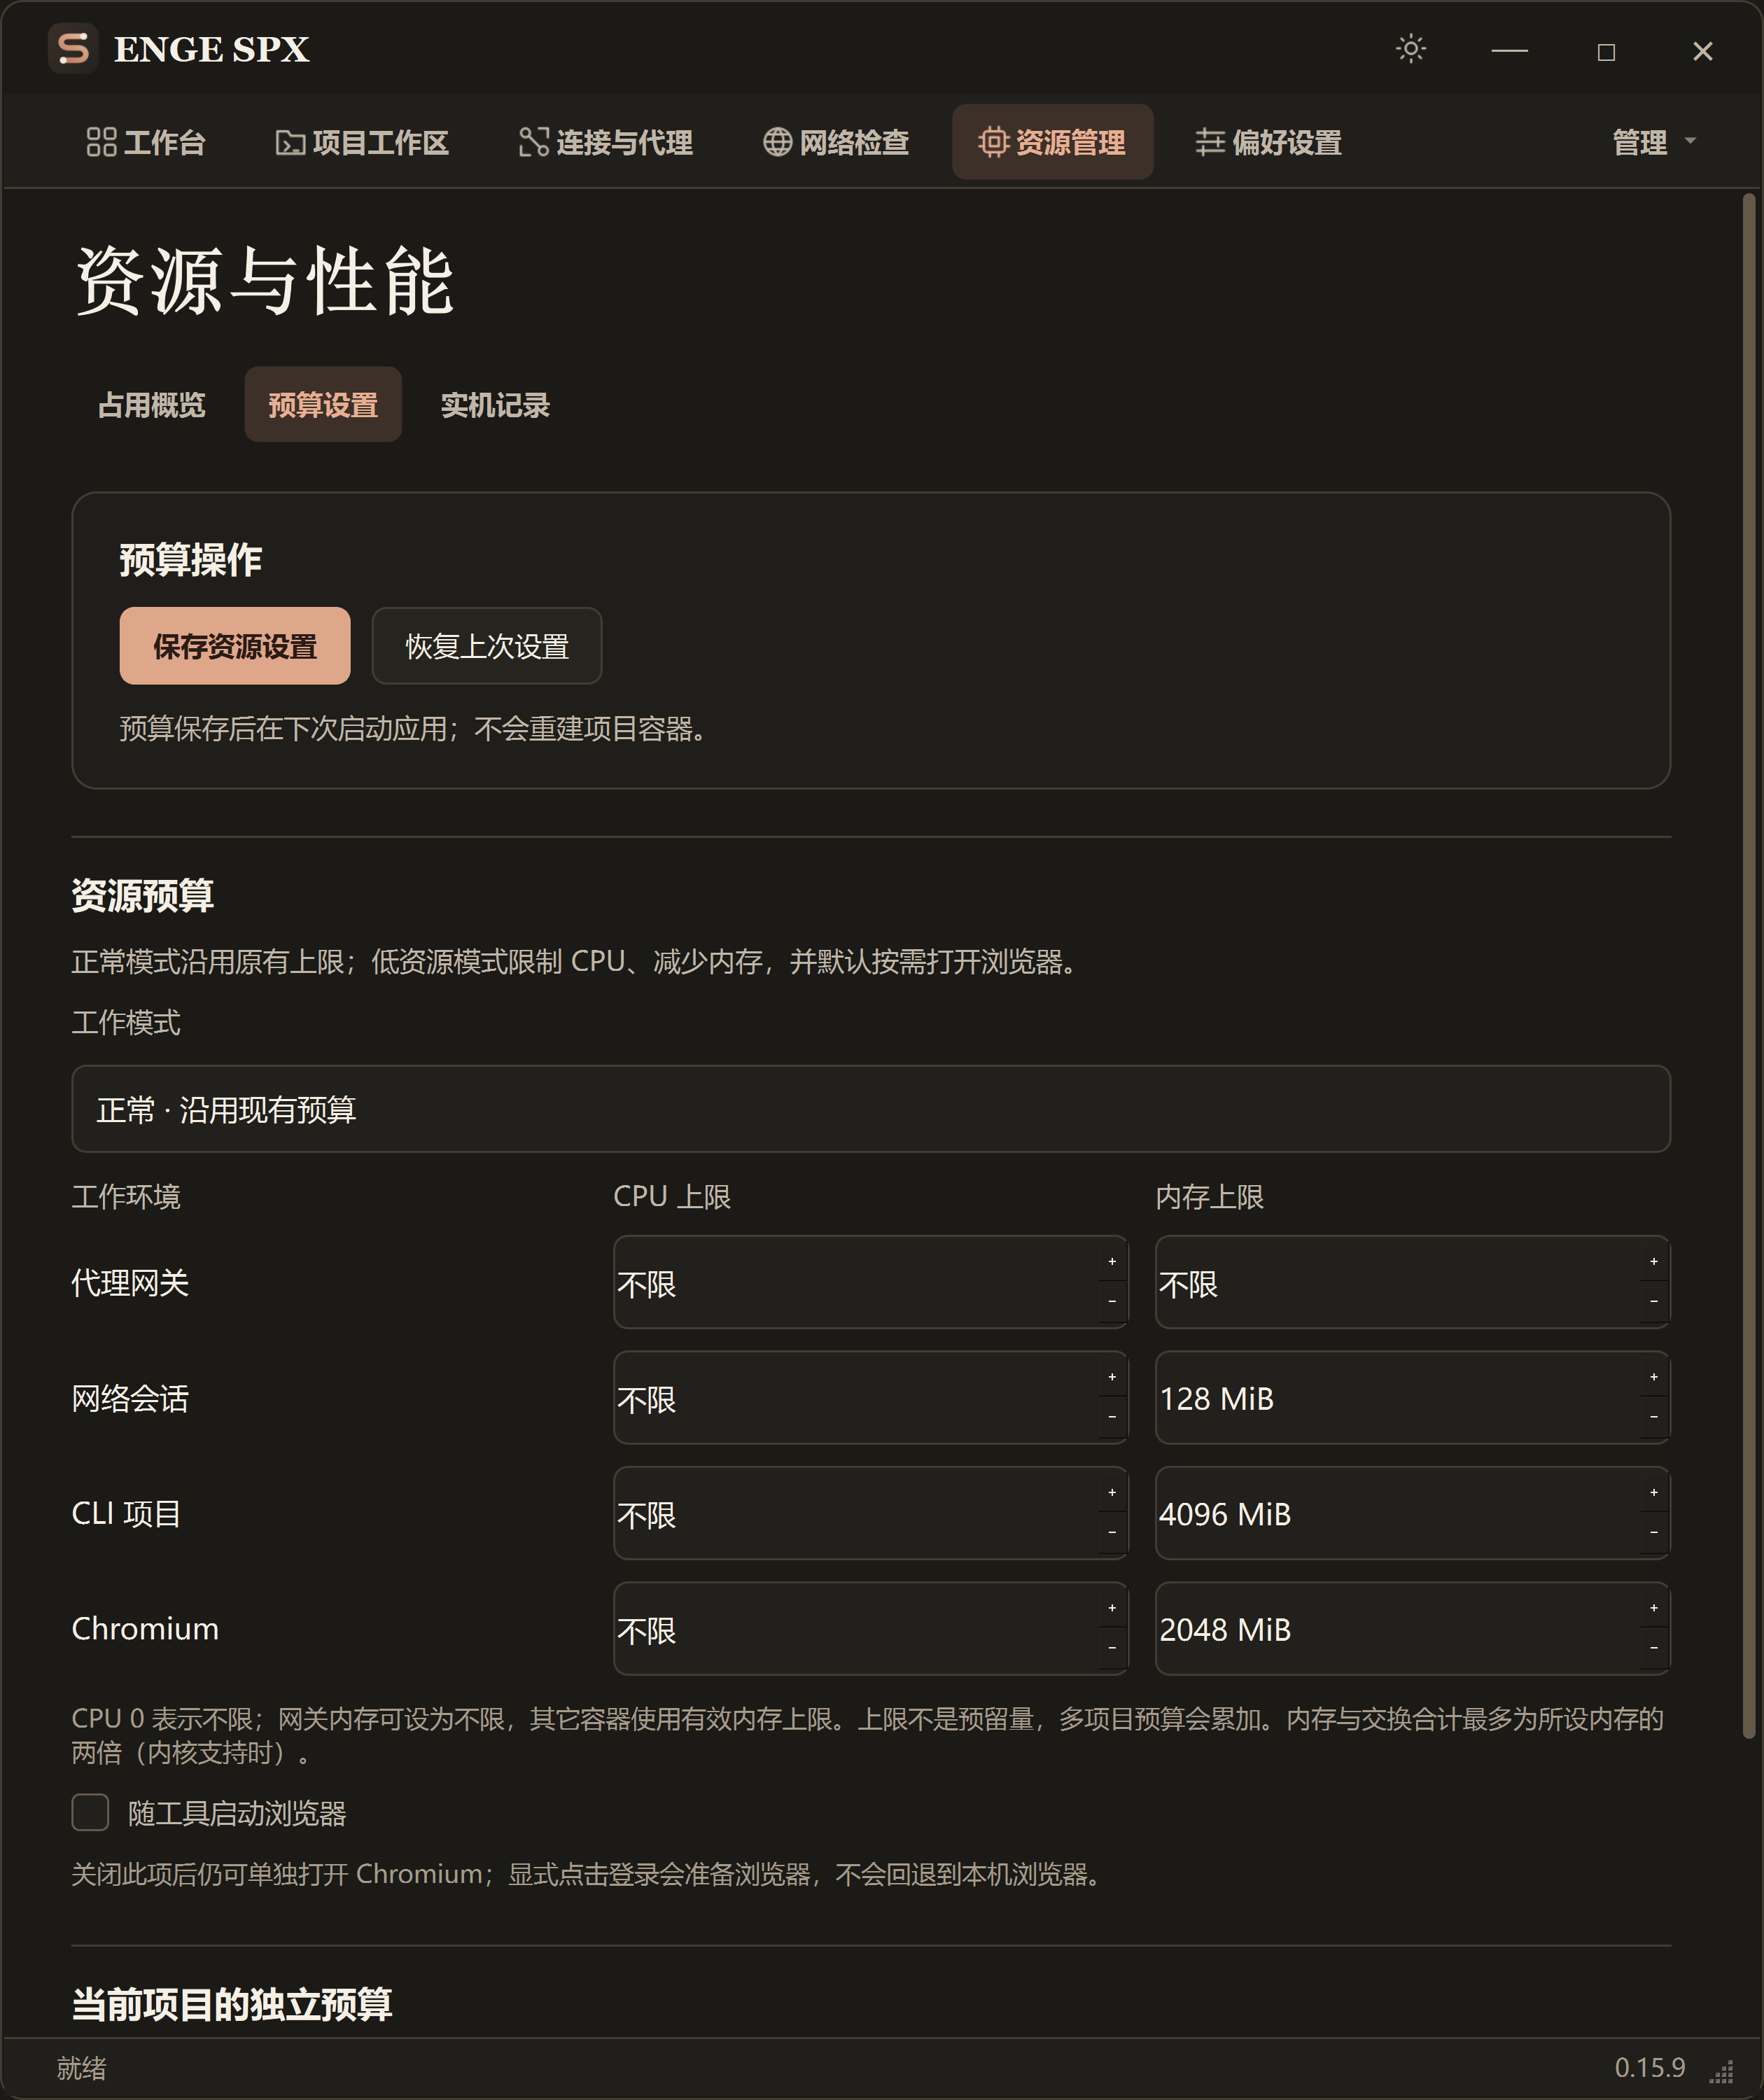 ENGE SPX
工作台 项目工作区 连接与代理 网络检查 资源管理 偏好设置 管理
资源与性能
占用概览 预算设置 实机记录
预算操作
保存资源设置 恢复上次设置
预算保存后在下次启动应用；不会重建项目容器。
资源预算
正常模式沿用原有上限；低资源模式限制 CPU、减少内存，并默认按需打开浏览器。
工作模式
正常 · 沿用现有预算
工作环境 CPU 上限 内存上限
代理网关 不限 + - 不限 + -
网络会话 不限 + - 128 MiB + -
CLI 项目 不限 + - 4096 MiB + -
Chromium 不限 + - 2048 MiB + -
CPU 0 表示不限；网关内存可设为不限，其它容器使用有效内存上限。上限不是预留量，多项目预算会累加。内存与交换合计最多为所设内存的
两倍（内核支持时）。
随工具启动浏览器
关闭此项后仍可单独打开 Chromium；显式点击登录会准备浏览器，不会回退到本机浏览器。
当前项目的独立预算
就绪 0.15.9